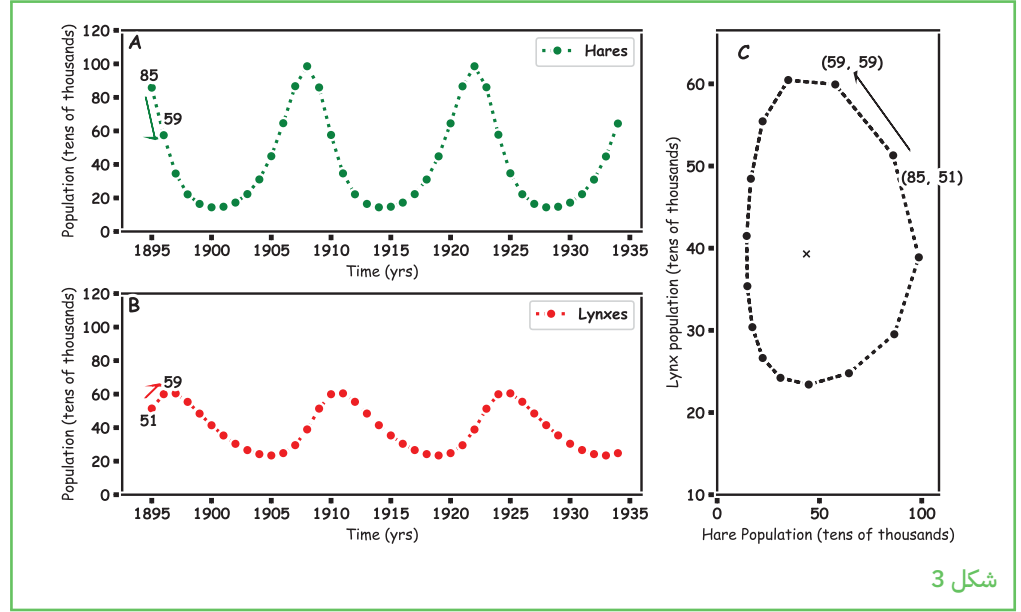 A
Hares
Population (tens of thousands)
120
100
80
60
40
20
0
85
59
1895 1900 1905 1910 1915 1920 1925 1930 1935
Time (yrs)
B
Lynxes
Population (tens of thousands)
120
100
80
60
40
20
0
59
51
1895 1900 1905 1910 1915 1920 1925 1930 1935
Time (yrs)
C
(59, 59)
(85, 51)
Lynx population (tens of thousands)
60
50
40
30
20
10
0 50 100
Hare Population (tens of thousands)
شكل 3